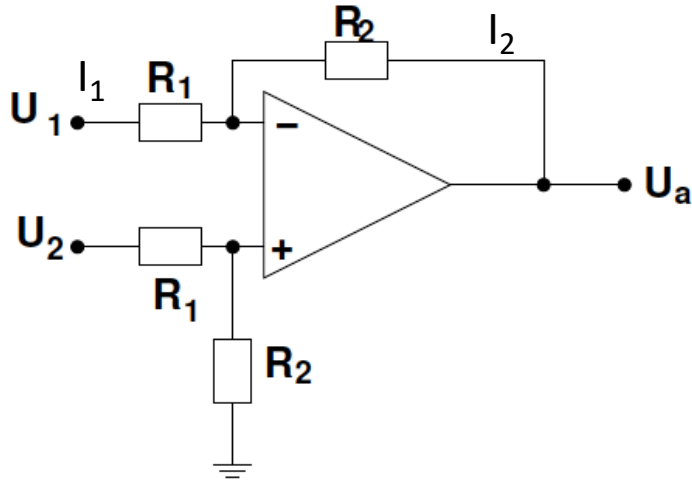 R₂
I₂
I₁
R₁
U₁
−
Uₐ
U₂
+
R₁
R₂